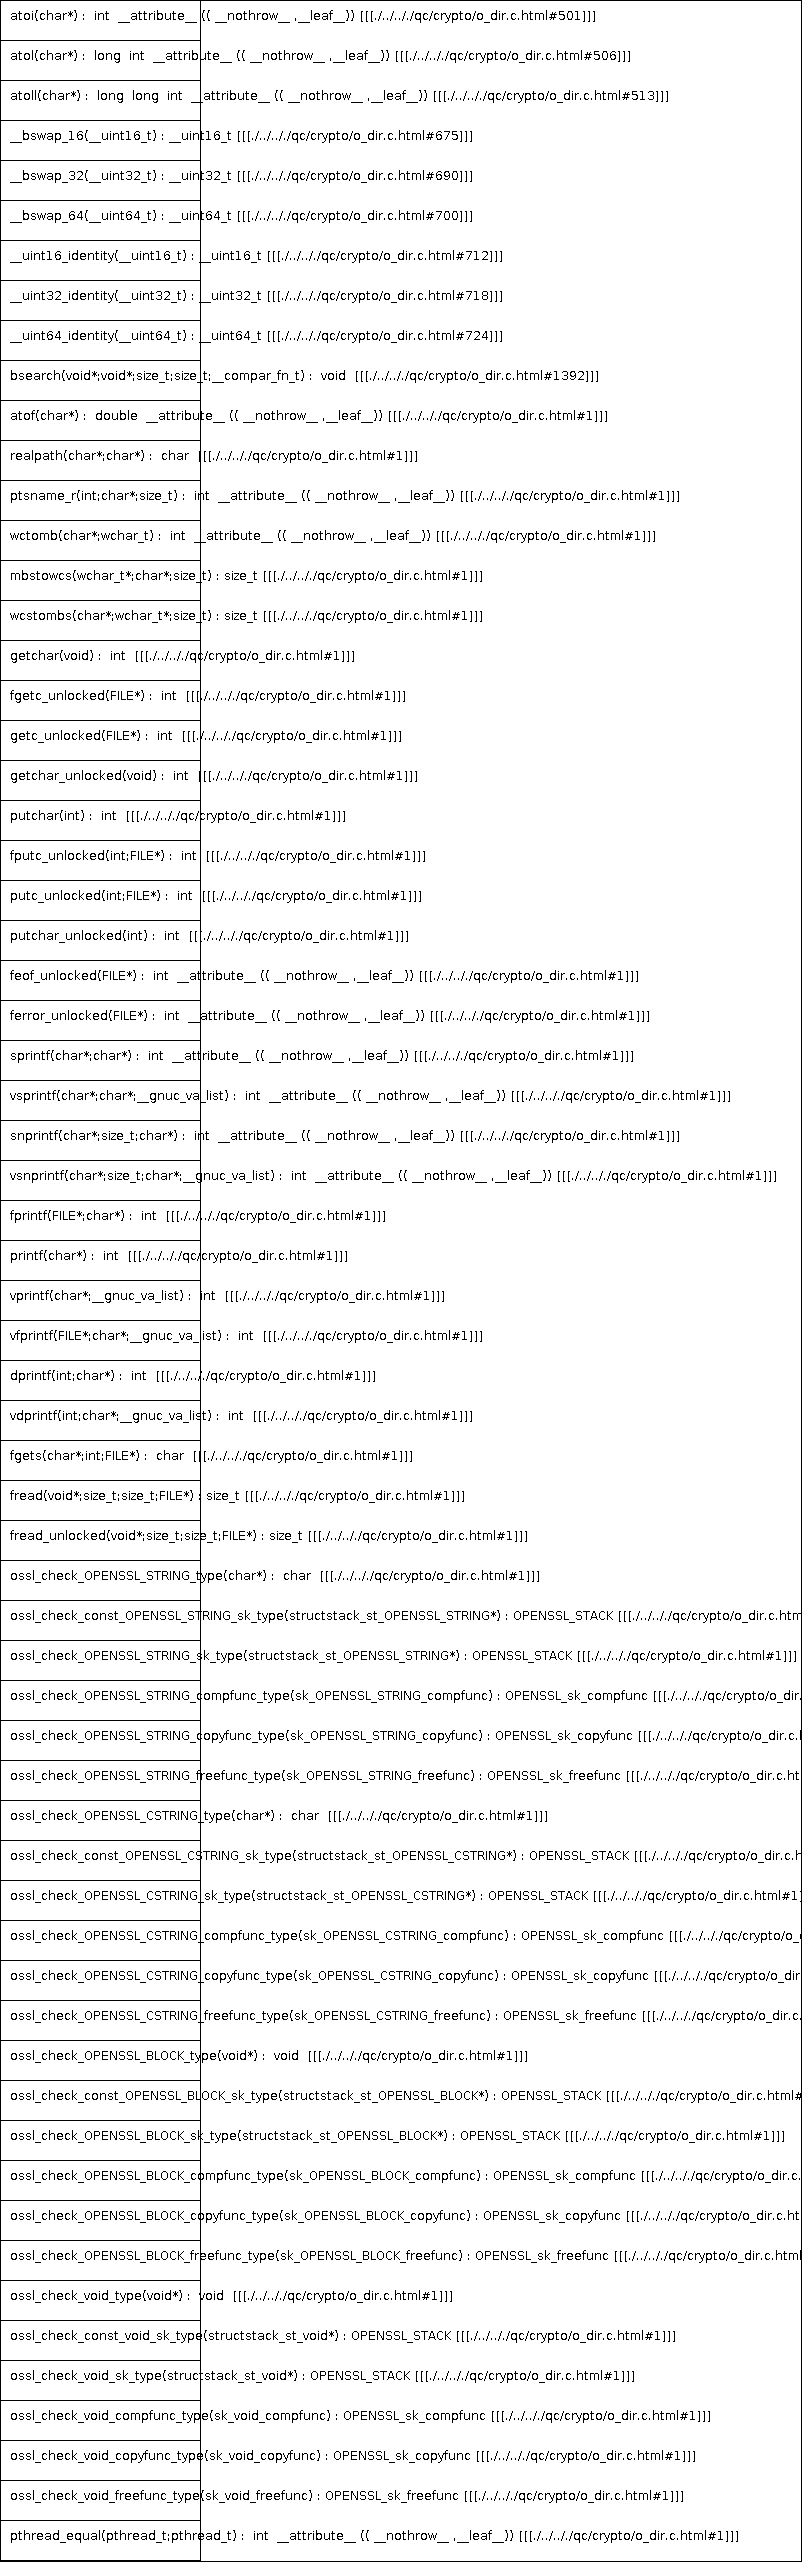 atoi(char*) :  int  __attribute__ (( __nothrow__ ,__leaf__)) [[[./../../qc/crypto/o_dir.c.html#501]]]
atol(char*) :  long  int  __attribute__ (( __nothrow__ ,__leaf__)) [[[./../../qc/crypto/o_dir.c.html#506]]]
atoll(char*) :  long  long  int  __attribute__ (( __nothrow__ ,__leaf__)) [[[./../../qc/crypto/o_dir.c.html#513]]]
__bswap_16(__uint16_t) : __uint16_t [[[./../../qc/crypto/o_dir.c.html#675]]]
__bswap_32(__uint32_t) : __uint32_t [[[./../../qc/crypto/o_dir.c.html#690]]]
__bswap_64(__uint64_t) : __uint64_t [[[./../../qc/crypto/o_dir.c.html#700]]]
__uint16_identity(__uint16_t) : __uint16_t [[[./../../qc/crypto/o_dir.c.html#712]]]
__uint32_identity(__uint32_t) : __uint32_t [[[./../../qc/crypto/o_dir.c.html#718]]]
__uint64_identity(__uint64_t) : __uint64_t [[[./../../qc/crypto/o_dir.c.html#724]]]
bsearch(void*;void*;size_t;size_t;__compar_fn_t) :  void  [[[./../../qc/crypto/o_dir.c.html#1392]]]
atof(char*) :  double  __attribute__ (( __nothrow__ ,__leaf__)) [[[./../../qc/crypto/o_dir.c.html#1]]]
realpath(char*;char*) :  char  [[[./../../qc/crypto/o_dir.c.html#1]]]
ptsname_r(int;char*;size_t) :  int  __attribute__ (( __nothrow__ ,__leaf__)) [[[./../../qc/crypto/o_dir.c.html#1]]]
wctomb(char*;wchar_t) :  int  __attribute__ (( __nothrow__ ,__leaf__)) [[[./../../qc/crypto/o_dir.c.html#1]]]
mbstowcs(wchar_t*;char*;size_t) : size_t [[[./../../qc/crypto/o_dir.c.html#1]]]
wcstombs(char*;wchar_t*;size_t) : size_t [[[./../../qc/crypto/o_dir.c.html#1]]]
getchar(void) :  int  [[[./../../qc/crypto/o_dir.c.html#1]]]
fgetc_unlocked(FILE*) :  int  [[[./../../qc/crypto/o_dir.c.html#1]]]
getc_unlocked(FILE*) :  int  [[[./../../qc/crypto/o_dir.c.html#1]]]
getchar_unlocked(void) :  int  [[[./../../qc/crypto/o_dir.c.html#1]]]
putchar(int) :  int  [[[./../../qc/crypto/o_dir.c.html#1]]]
fputc_unlocked(int;FILE*) :  int  [[[./../../qc/crypto/o_dir.c.html#1]]]
putc_unlocked(int;FILE*) :  int  [[[./../../qc/crypto/o_dir.c.html#1]]]
putchar_unlocked(int) :  int  [[[./../../qc/crypto/o_dir.c.html#1]]]
feof_unlocked(FILE*) :  int  __attribute__ (( __nothrow__ ,__leaf__)) [[[./../../qc/crypto/o_dir.c.html#1]]]
ferror_unlocked(FILE*) :  int  __attribute__ (( __nothrow__ ,__leaf__)) [[[./../../qc/crypto/o_dir.c.html#1]]]
sprintf(char*;char*) :  int  __attribute__ (( __nothrow__ ,__leaf__)) [[[./../../qc/crypto/o_dir.c.html#1]]]
vsprintf(char*;char*;__gnuc_va_list) :  int  __attribute__ (( __nothrow__ ,__leaf__)) [[[./../../qc/crypto/o_dir.c.html#1]]]
snprintf(char*;size_t;char*) :  int  __attribute__ (( __nothrow__ ,__leaf__)) [[[./../../qc/crypto/o_dir.c.html#1]]]
vsnprintf(char*;size_t;char*;__gnuc_va_list) :  int  __attribute__ (( __nothrow__ ,__leaf__)) [[[./../../qc/crypto/o_dir.c.html#1]]]
fprintf(FILE*;char*) :  int  [[[./../../qc/crypto/o_dir.c.html#1]]]
printf(char*) :  int  [[[./../../qc/crypto/o_dir.c.html#1]]]
vprintf(char*;__gnuc_va_list) :  int  [[[./../../qc/crypto/o_dir.c.html#1]]]
vfprintf(FILE*;char*;__gnuc_va_list) :  int  [[[./../../qc/crypto/o_dir.c.html#1]]]
dprintf(int;char*) :  int  [[[./../../qc/crypto/o_dir.c.html#1]]]
vdprintf(int;char*;__gnuc_va_list) :  int  [[[./../../qc/crypto/o_dir.c.html#1]]]
fgets(char*;int;FILE*) :  char  [[[./../../qc/crypto/o_dir.c.html#1]]]
fread(void*;size_t;size_t;FILE*) : size_t [[[./../../qc/crypto/o_dir.c.html#1]]]
fread_unlocked(void*;size_t;size_t;FILE*) : size_t [[[./../../qc/crypto/o_dir.c.html#1]]]
ossl_check_OPENSSL_STRING_type(char*) :  char  [[[./../../qc/crypto/o_dir.c.html#1]]]
ossl_check_const_OPENSSL_STRING_sk_type(structstack_st_OPENSSL_STRING*) : OPENSSL_STACK [[[./../../qc/crypto/o_dir.c.htm
ossl_check_OPENSSL_STRING_sk_type(structstack_st_OPENSSL_STRING*) : OPENSSL_STACK [[[./../../qc/crypto/o_dir.c.html#1]]]
ossl_check_OPENSSL_STRING_compfunc_type(sk_OPENSSL_STRING_compfunc) : OPENSSL_sk_compfunc [[[./../../qc/crypto/o_dir.
ossl_check_OPENSSL_STRING_copyfunc_type(sk_OPENSSL_STRING_copyfunc) : OPENSSL_sk_copyfunc [[[./../../qc/crypto/o_dir.c.
ossl_check_OPENSSL_STRING_freefunc_type(sk_OPENSSL_STRING_freefunc) : OPENSSL_sk_freefunc [[[./../../qc/crypto/o_dir.c.ht
ossl_check_OPENSSL_CSTRING_type(char*) :  char  [[[./../../qc/crypto/o_dir.c.html#1]]]
ossl_check_const_OPENSSL_CSTRING_sk_type(structstack_st_OPENSSL_CSTRING*) : OPENSSL_STACK [[[./../../qc/crypto/o_dir.c.h
ossl_check_OPENSSL_CSTRING_sk_type(structstack_st_OPENSSL_CSTRING*) : OPENSSL_STACK [[[./../../qc/crypto/o_dir.c.html#1]
ossl_check_OPENSSL_CSTRING_compfunc_type(sk_OPENSSL_CSTRING_compfunc) : OPENSSL_sk_compfunc [[[./../../qc/crypto/o_
ossl_check_OPENSSL_CSTRING_copyfunc_type(sk_OPENSSL_CSTRING_copyfunc) : OPENSSL_sk_copyfunc [[[./../../qc/crypto/o_dir
ossl_check_OPENSSL_CSTRING_freefunc_type(sk_OPENSSL_CSTRING_freefunc) : OPENSSL_sk_freefunc [[[./../../qc/crypto/o_dir.c.
ossl_check_OPENSSL_BLOCK_type(void*) :  void  [[[./../../qc/crypto/o_dir.c.html#1]]]
ossl_check_const_OPENSSL_BLOCK_sk_type(structstack_st_OPENSSL_BLOCK*) : OPENSSL_STACK [[[./../../qc/crypto/o_dir.c.html#
ossl_check_OPENSSL_BLOCK_sk_type(structstack_st_OPENSSL_BLOCK*) : OPENSSL_STACK [[[./../../qc/crypto/o_dir.c.html#1]]]
ossl_check_OPENSSL_BLOCK_compfunc_type(sk_OPENSSL_BLOCK_compfunc) : OPENSSL_sk_compfunc [[[./../../qc/crypto/o_dir.c.
ossl_check_OPENSSL_BLOCK_copyfunc_type(sk_OPENSSL_BLOCK_copyfunc) : OPENSSL_sk_copyfunc [[[./../../qc/crypto/o_dir.c.ht
ossl_check_OPENSSL_BLOCK_freefunc_type(sk_OPENSSL_BLOCK_freefunc) : OPENSSL_sk_freefunc [[[./../../qc/crypto/o_dir.c.html
ossl_check_void_type(void*) :  void  [[[./../../qc/crypto/o_dir.c.html#1]]]
ossl_check_const_void_sk_type(structstack_st_void*) : OPENSSL_STACK [[[./../../qc/crypto/o_dir.c.html#1]]]
ossl_check_void_sk_type(structstack_st_void*) : OPENSSL_STACK [[[./../../qc/crypto/o_dir.c.html#1]]]
ossl_check_void_compfunc_type(sk_void_compfunc) : OPENSSL_sk_compfunc [[[./../../qc/crypto/o_dir.c.html#1]]]
ossl_check_void_copyfunc_type(sk_void_copyfunc) : OPENSSL_sk_copyfunc [[[./../../qc/crypto/o_dir.c.html#1]]]
ossl_check_void_freefunc_type(sk_void_freefunc) : OPENSSL_sk_freefunc [[[./../../qc/crypto/o_dir.c.html#1]]]
pthread_equal(pthread_t;pthread_t) :  int  __attribute__ (( __nothrow__ ,__leaf__)) [[[./../../qc/crypto/o_dir.c.html#1]]]